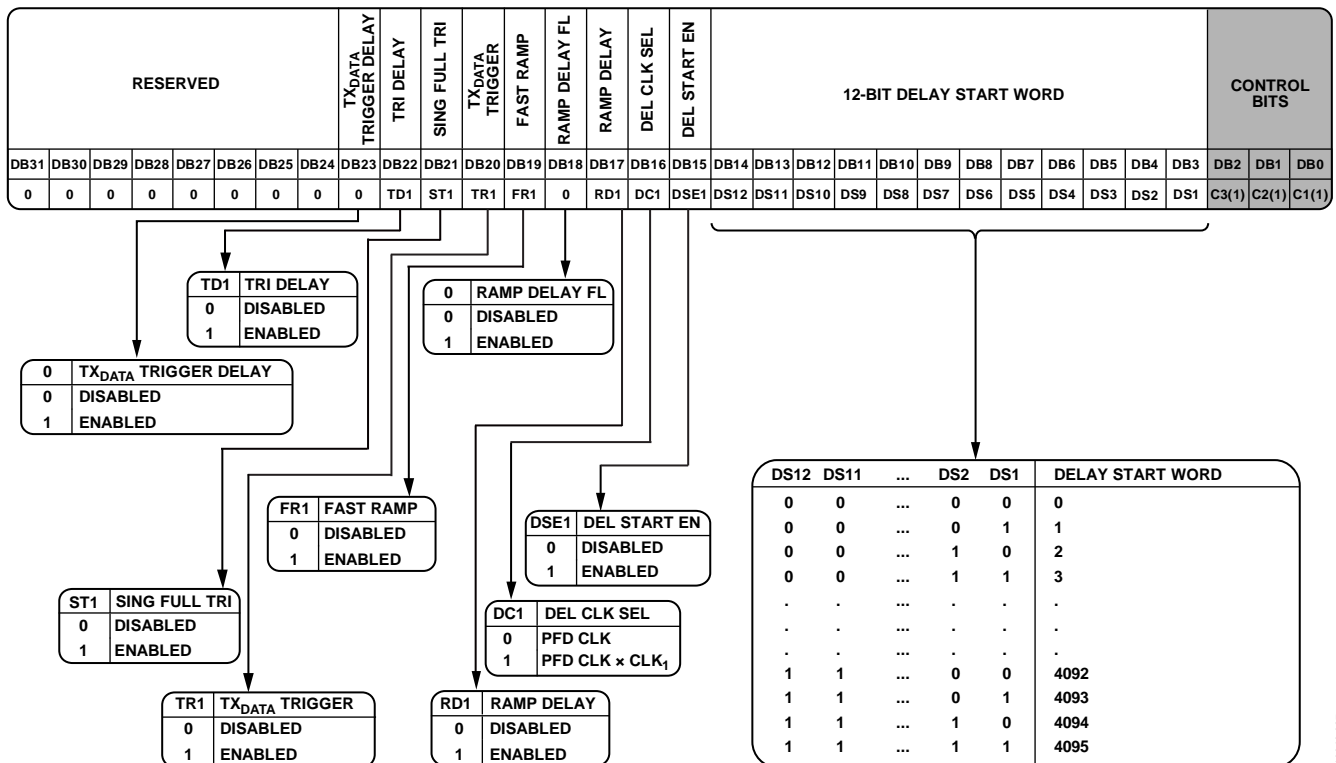 RESERVED
TXDATA TRIGGER DELAY
TRI DELAY
SING FULL TRI
TXDATA TRIGGER
FAST RAMP
RAMP DELAY FL
RAMP DELAY
DEL CLK SEL
DEL START EN
12-BIT DELAY START WORD
CONTROL BITS
DB31 DB30 DB29 DB28 DB27 DB26 DB25 DB24 DB23 DB22 DB21 DB20 DB19 DB18 DB17 DB16 DB15 DB14 DB13 DB12 DB11 DB10 DB9 DB8 DB7 DB6 DB5 DB4 DB3 DB2 DB1 DB0
0 0 0 0 0 0 0 0 0 TD1 ST1 TR1 FR1 0 RD1 DC1 DSE1 DS12 DS11 DS10 DS9 DS8 DS7 DS6 DS5 DS4 DS3 DS2 DS1 C3(1) C2(1) C1(1)
TD1 TRI DELAY
0 DISABLED
1 ENABLED
0 RAMP DELAY FL
0 DISABLED
1 ENABLED
0 TXDATA TRIGGER DELAY
0 DISABLED
1 ENABLED
FR1 FAST RAMP
0 DISABLED
1 ENABLED
DSE1 DEL START EN
0 DISABLED
1 ENABLED
ST1 SING FULL TRI
0 DISABLED
1 ENABLED
DC1 DEL CLK SEL
0 PFD CLK
1 PFD CLK × CLK1
TR1 TXDATA TRIGGER
0 DISABLED
1 ENABLED
RD1 RAMP DELAY
0 DISABLED
1 ENABLED
DS12 DS11 ... DS2 DS1 DELAY START WORD
0 0 ... 0 0 0
0 0 ... 0 1 1
0 0 ... 1 0 2
0 0 ... 1 1 3
. . ... . . .
. . ... . . .
. . ... . . .
1 1 ... 0 0 4092
1 1 ... 0 1 4093
1 1 ... 1 0 4094
1 1 ... 1 1 4095